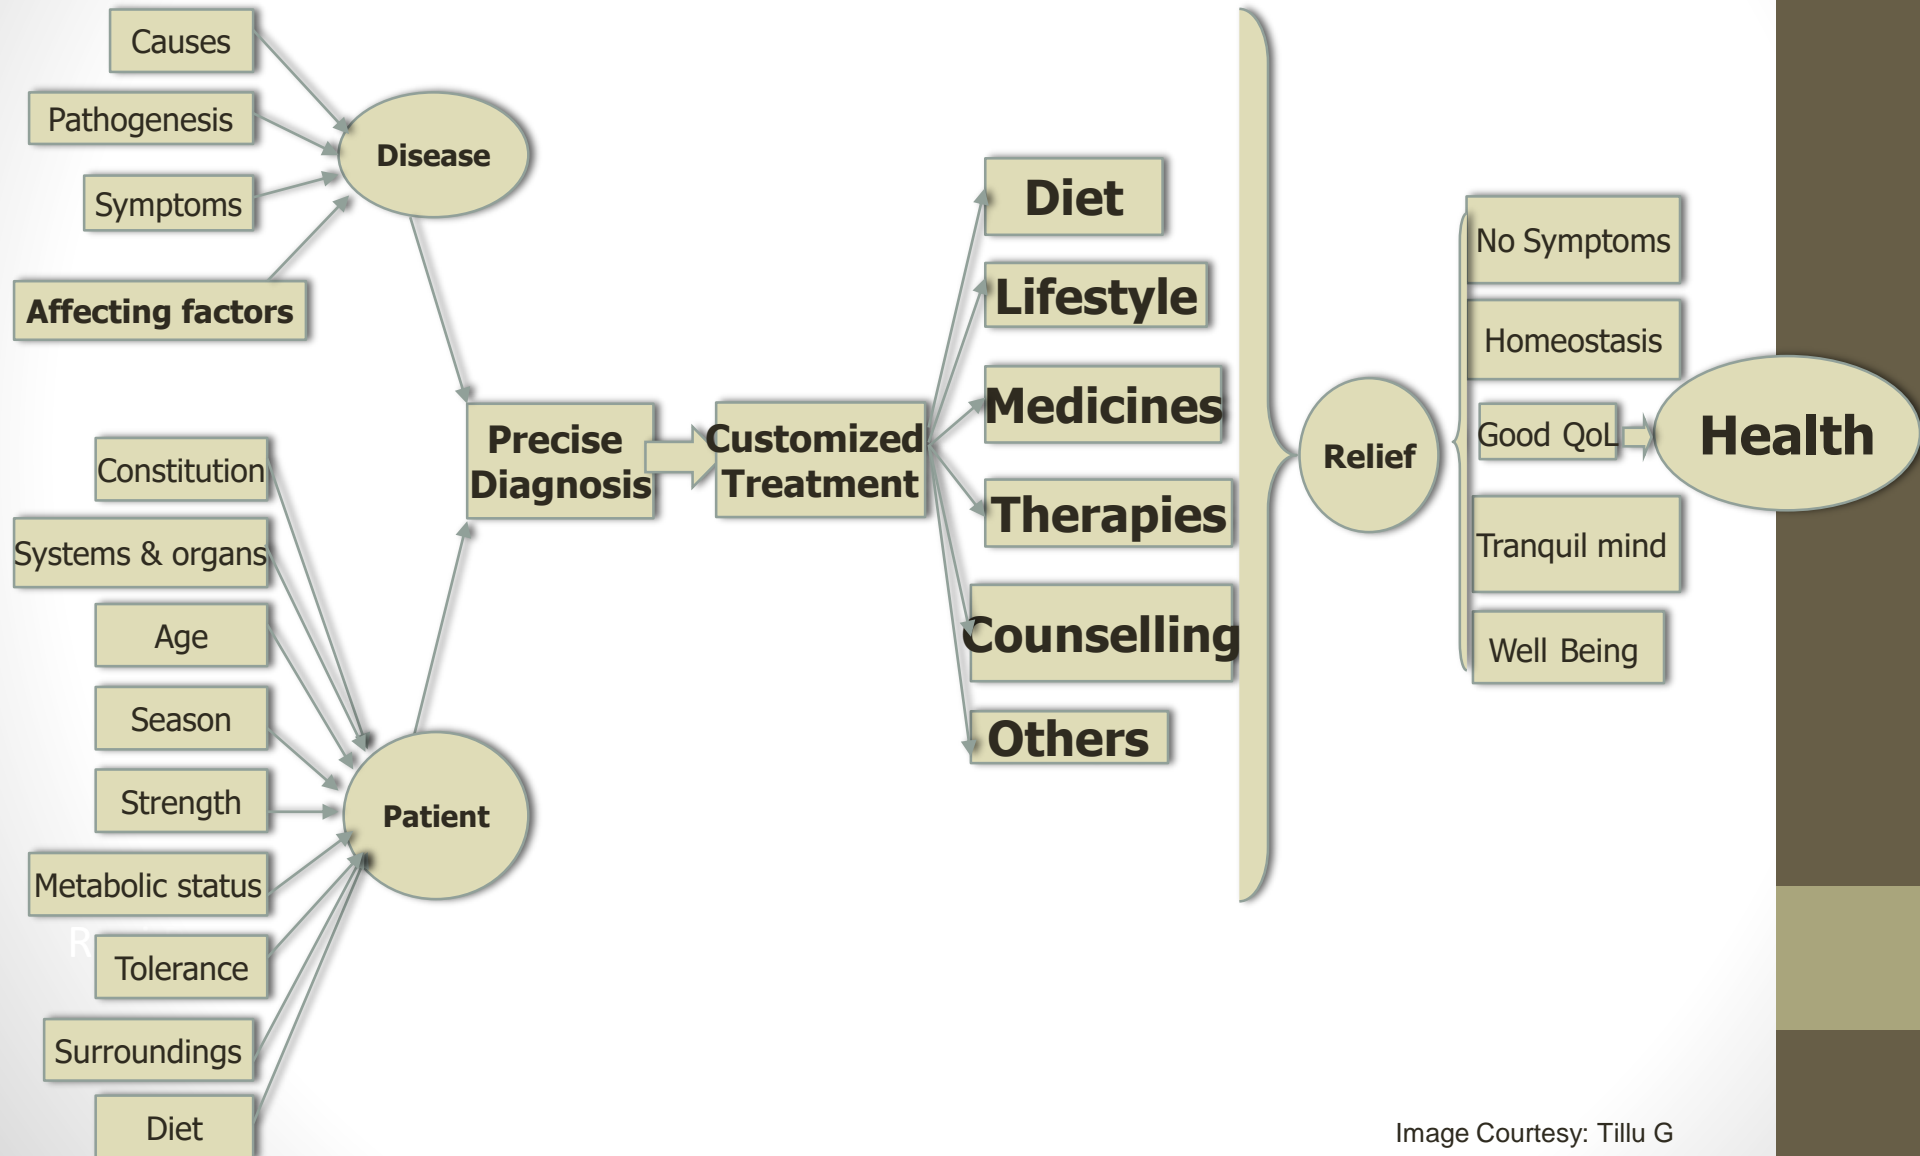 Causes
Pathogenesis
Symptoms
Affecting factors
Disease
Constitution
Systems & organs
Age
Season
Strength
Metabolic status
Tolerance
Surroundings
Diet
Patient
Precise
Diagnosis
Customized
Treatment
Diet
Lifestyle
Medicines
Therapies
Counselling
Others
Relief
No Symptoms
Homeostasis
Good QoL
Tranquil mind
Well Being
Health
Image Courtesy: Tillu G